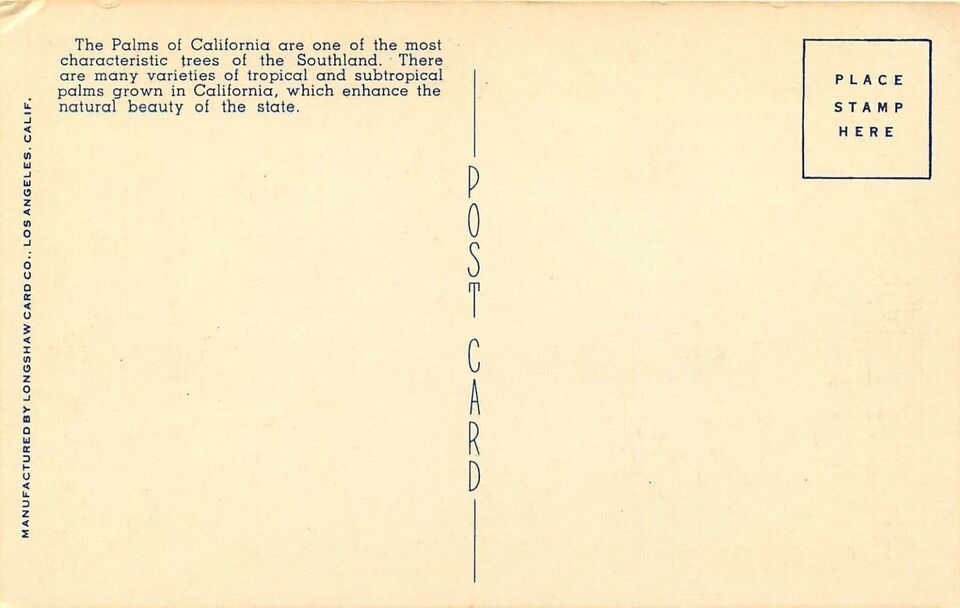 The Palms of California are one of the most
characteristic trees of the Southland. There
are many varieties of tropical and subtropical
palms grown in California, which enhance the
natural beauty of the state.
MANUFACTURED BY LONGSHAW CARD CO., LOS ANGELES, CALIF.
POST CARD
PLACE
STAMP
HERE